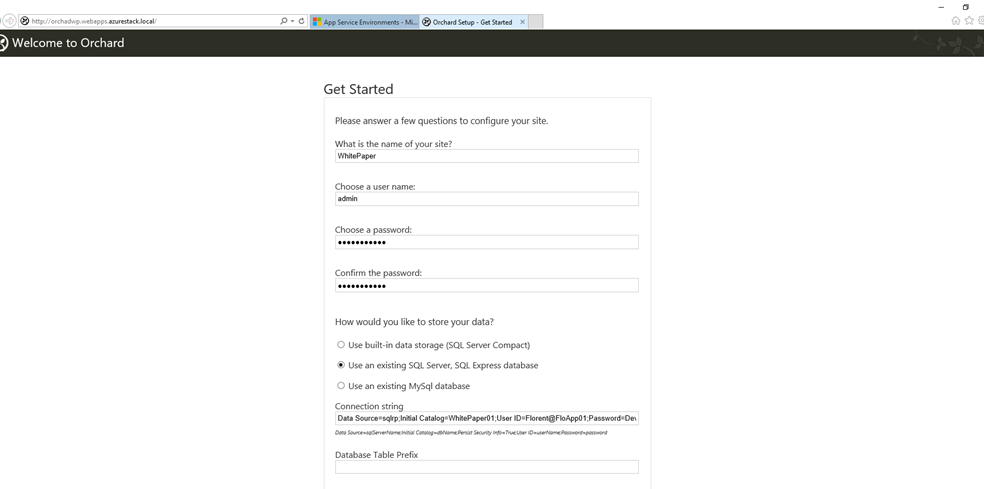 http://orchadwp.webapps.azurestack.local/
App Service Environments - Mi...
Orchard Setup - Get Started
Welcome to Orchard
Get Started
Please answer a few questions to configure your site.
What is the name of your site?
WhitePaper
Choose a user name:
admin
Choose a password:
•••••••••••
Confirm the password:
•••••••••••
How would you like to store your data?
Use built-in data storage (SQL Server Compact)
Use an existing SQL Server, SQL Express database
Use an existing MySql database
Connection string
Data Source=sqlrp;Initial Catalog=WhitePaper01;User ID=Florent@FloApp01;Password=Dev
Data Source=sqlServerName;Initial Catalog=dbName;Persist Security Info=True;User ID=userName;Password=password
Database Table Prefix